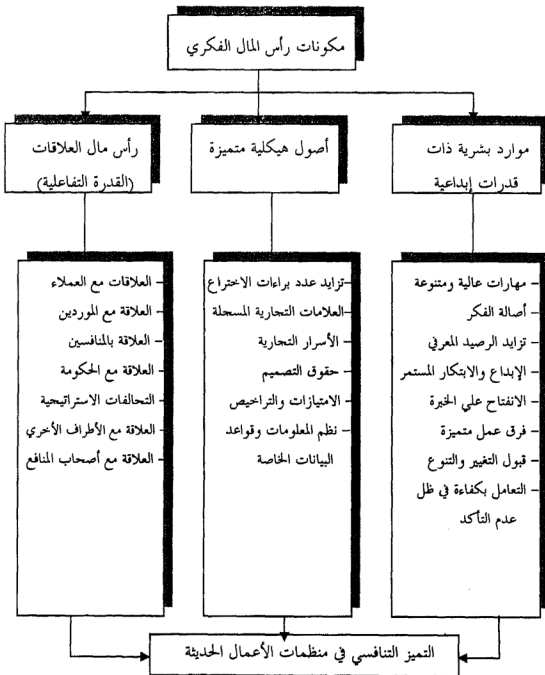 مكونات رأس المال الفكري
موارد بشرية ذات
قدرات إبداعية
أصول هيكلية متميزة
رأس مال العلاقات
(القدرة التفاعلية)
– مهارات عالية ومتنوعة
– أصالة الفكر
– تزايد الرصيد المعرفي
– الإبداع والابتكار المستمر
– الانفتاح علي الخبرة
– فرق عمل متميزة
– قبول التغيير والتنوع
– التعامل بكفاءة في ظل
عدم التأكد
–تزايد عدد براءات الاختراع
–العلامات التجارية المسجلة
– الأسرار التجارية
– حقوق التصميم
– الامتيازات والتراخيص
– نظم المعلومات وقواعد
البيانات الخاصة
– العلاقات مع العملاء
– العلاقة مع الموردين
– العلاقة بالمنافسين
– العلاقة مع الحكومة
– التحالفات الاستراتيجية
– العلاقة مع الأطراف الأخري
– العلاقة مع أصحاب المنافع
التميز التنافسي في منظمات الأعمال الحديثة